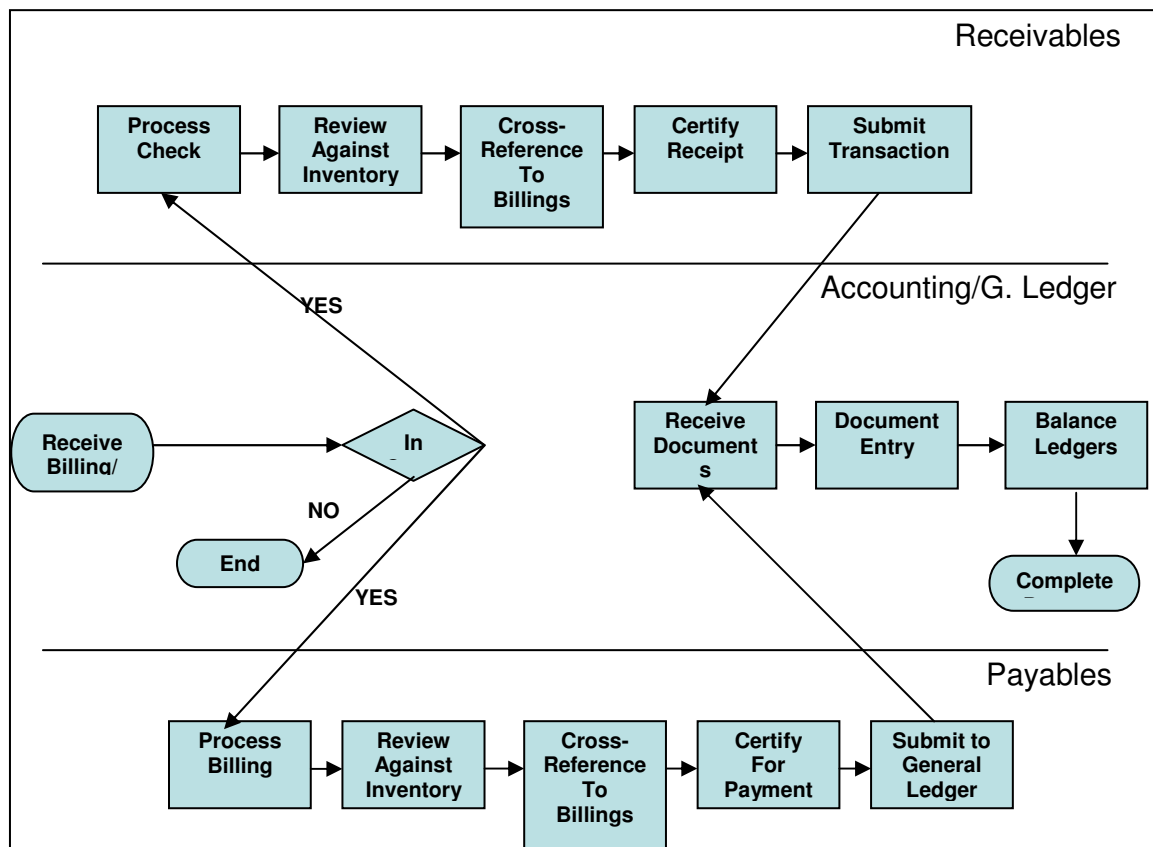 Receivables
Process
Check
Review
Against
Inventory
Cross-
Reference
To
Billings
Certify
Receipt
Submit
Transaction
Accounting/G. Ledger
YES
Receive
Billing/
In
NO
End
YES
Receive
Document
s
Document
Entry
Balance
Ledgers
Complete
Payables
Process
Billing
Review
Against
Inventory
Cross-
Reference
To
Billings
Certify
For
Payment
Submit to
General
Ledger